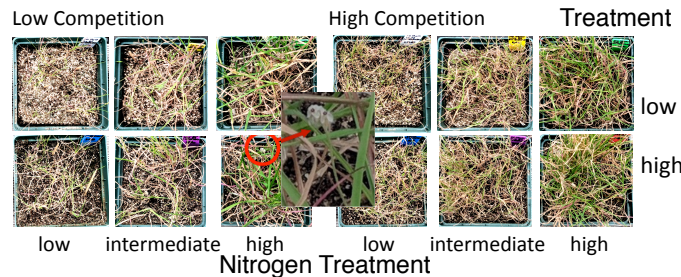 Low Competition
High Competition
Treatment
low
high
low
intermediate
high
low
intermediate
high
Nitrogen Treatment